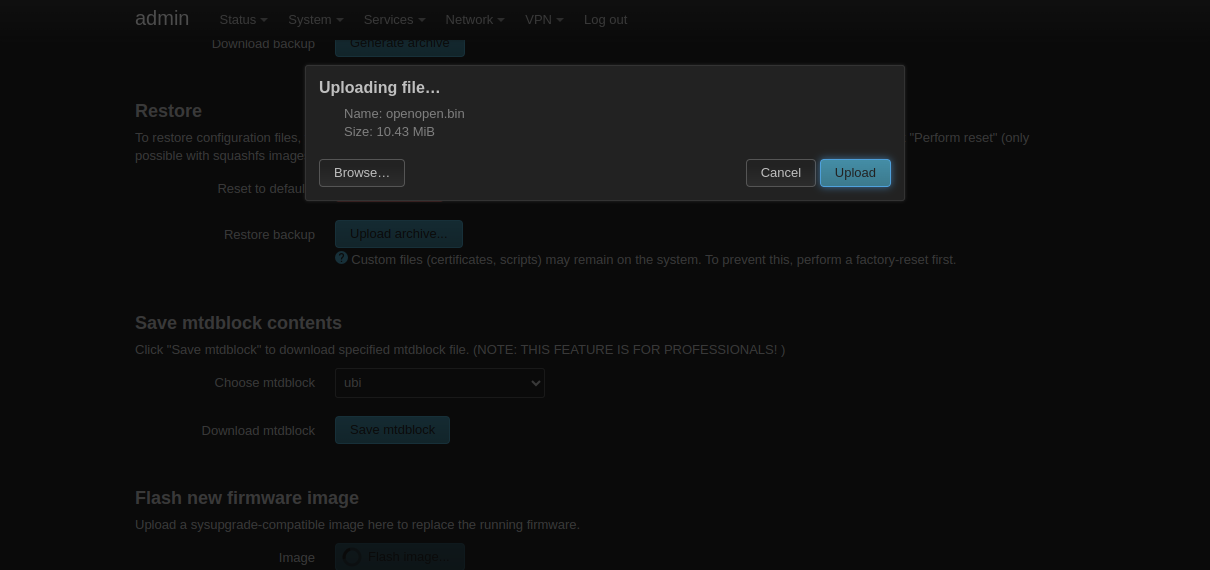 admin Status System Services Network VPN Log out
Download backup Generate archive
Uploading file…
Name: openopen.bin
Size: 10.43 MiB
Browse… Cancel Upload
Restore
To restore configuration files, "Perform reset" (only
possible with squashfs image
Reset to defaul
Restore backup Upload archive...
Custom files (certificates, scripts) may remain on the system. To prevent this, perform a factory-reset first.
Save mtdblock contents
Click "Save mtdblock" to download specified mtdblock file. (NOTE: THIS FEATURE IS FOR PROFESSIONALS! )
Choose mtdblock ubi
Download mtdblock Save mtdblock
Flash new firmware image
Upload a sysupgrade-compatible image here to replace the running firmware.
Image Flash image...